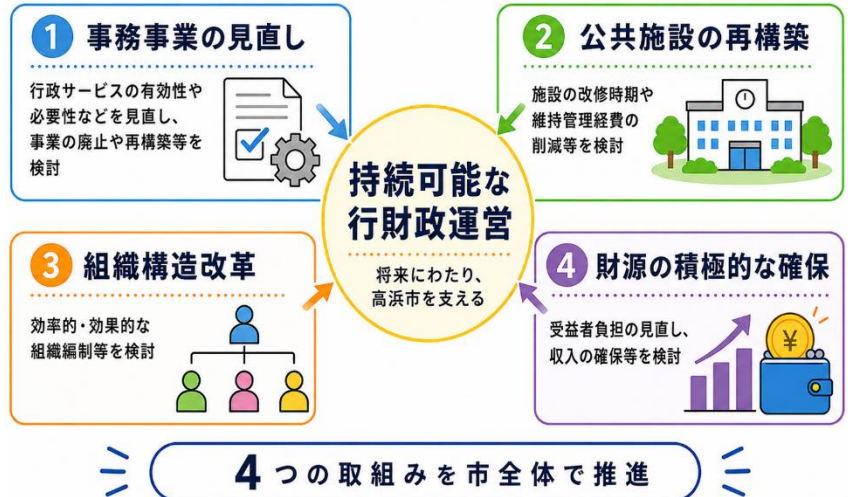 1 事務事業の見直し
行政サービスの有効性や
必要性などを見直し、
事業の廃止や再構築等を
検討
2 公共施設の再構築
施設の改修時期や
維持管理経費の
削減等を検討
持続可能な
行財政運営
将来にわたり、
高浜市を支える
3 組織構造改革
効率的・効果的な
組織編制等を検討
4 財源の積極的な確保
受益者負担の見直し、
収入の確保等を検討
¥
4つの取組みを市全体で推進